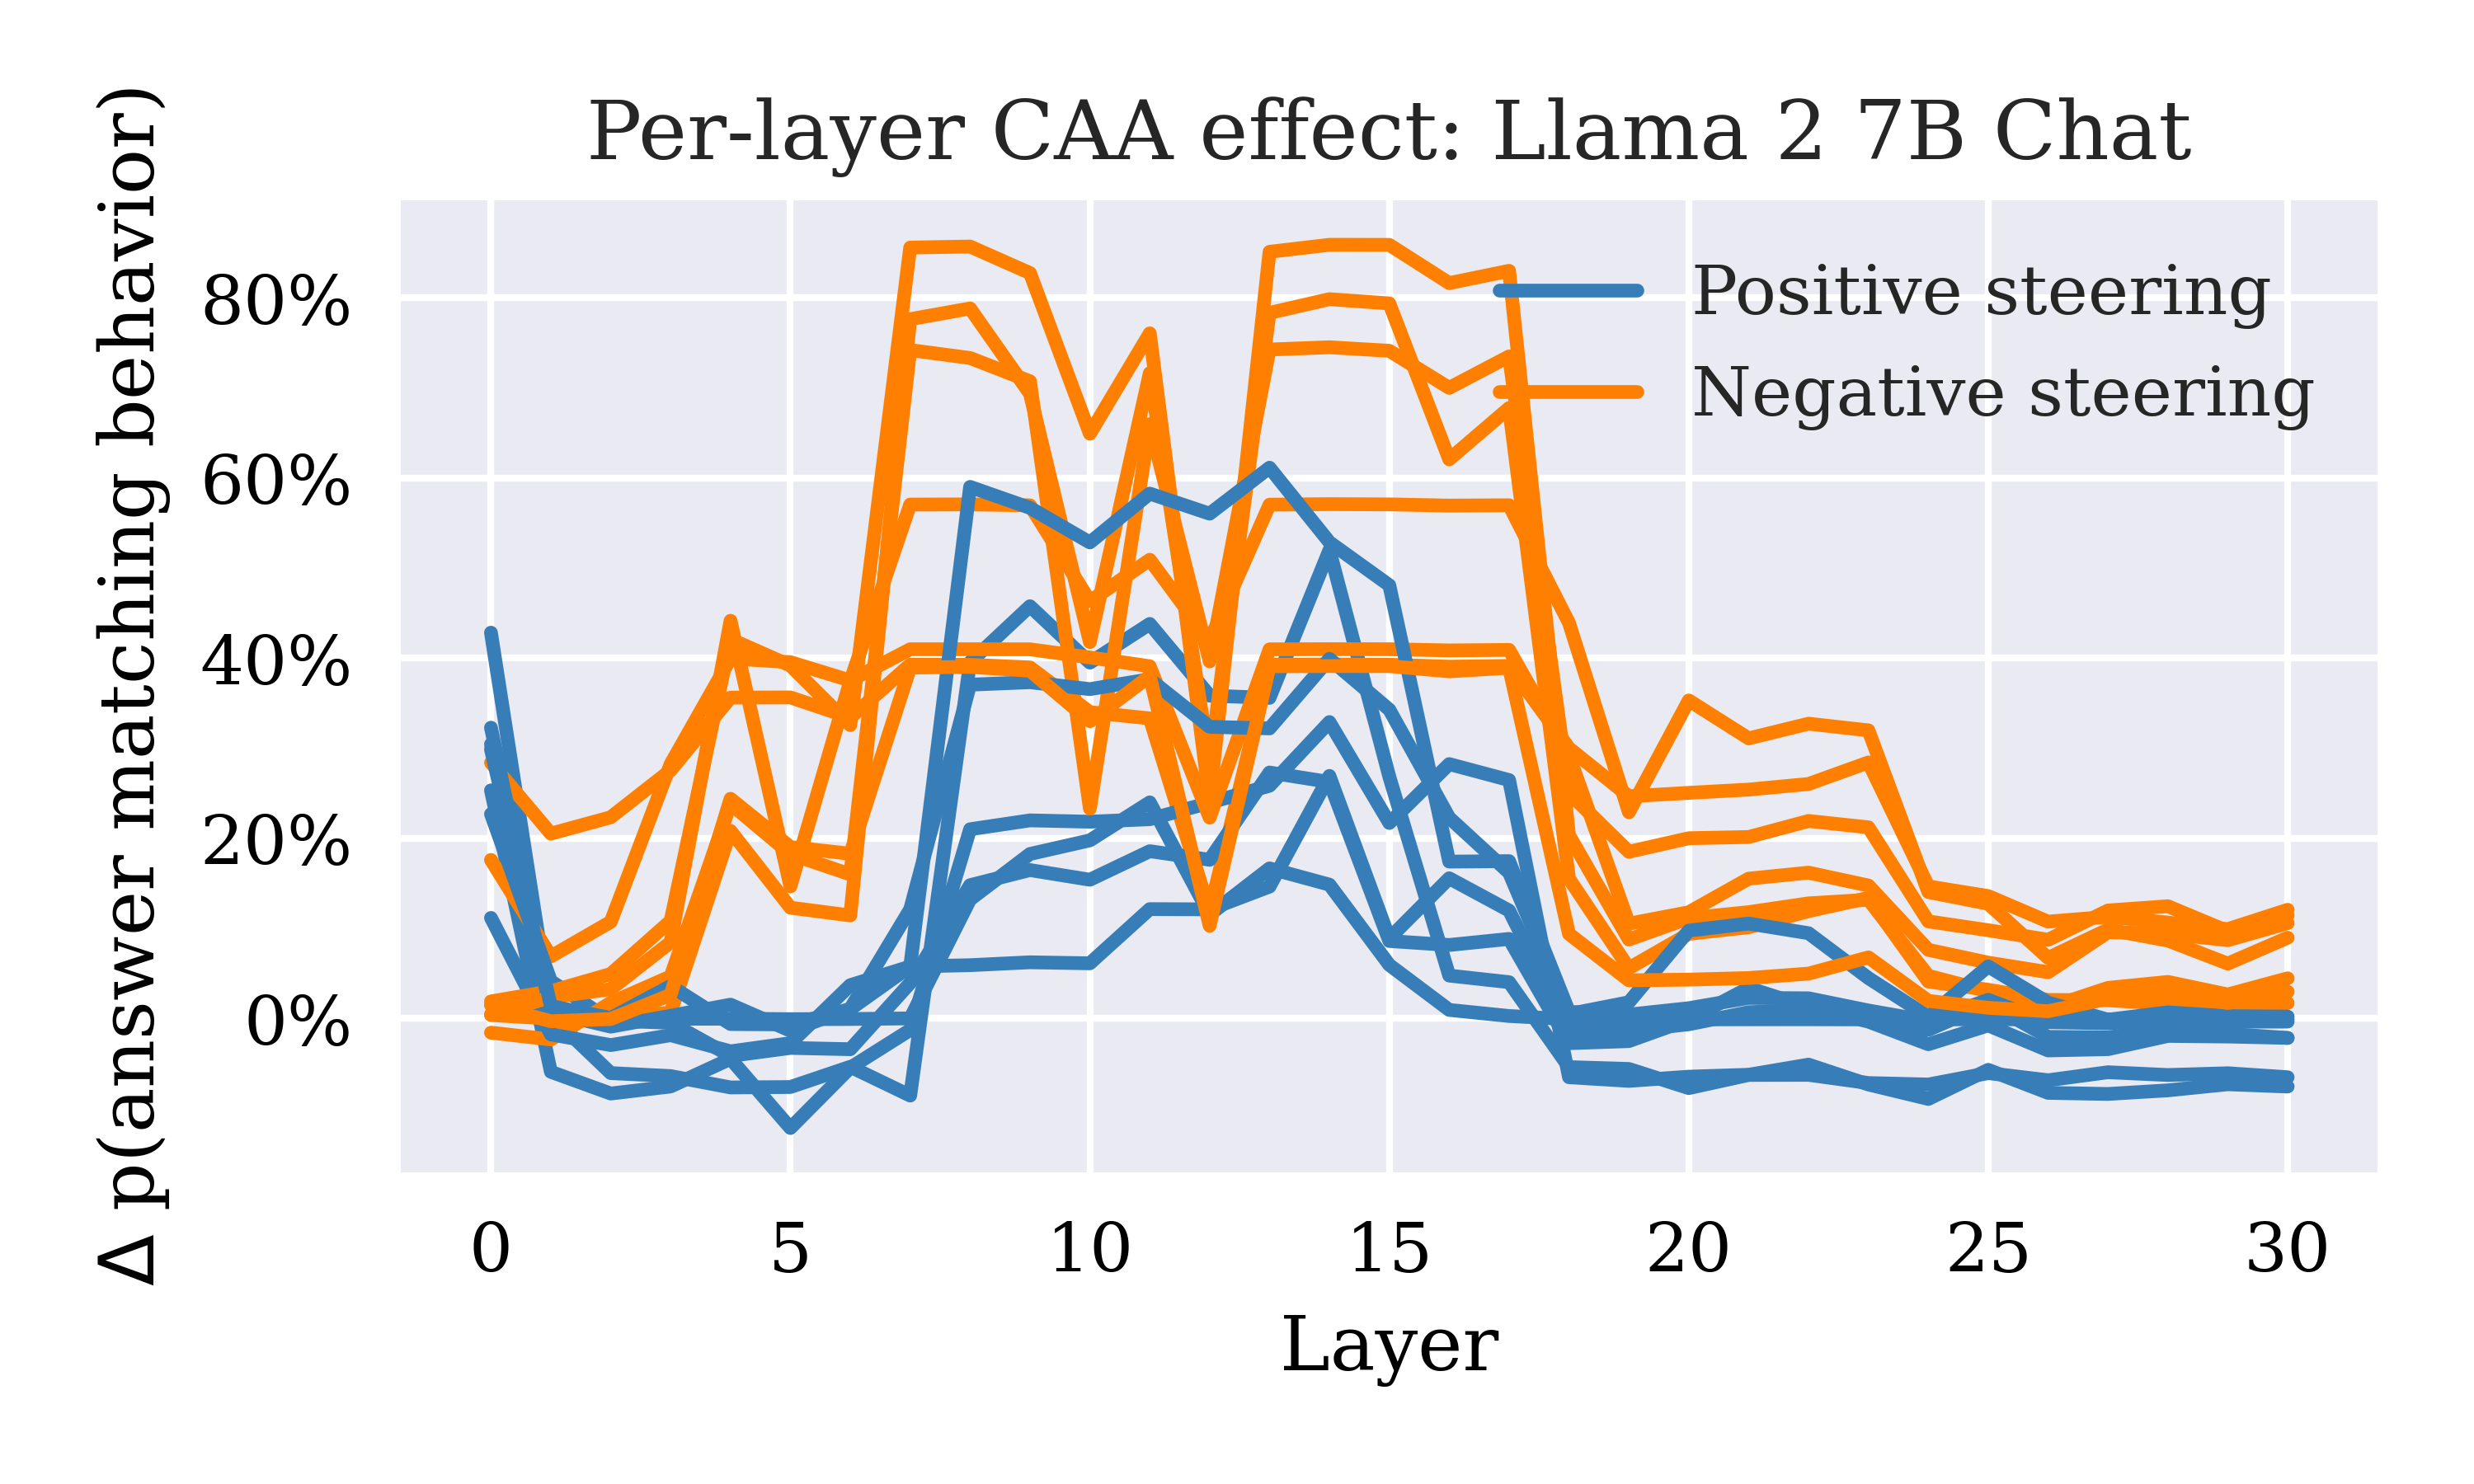 Per-layer CAA effect: Llama 2 7B Chat
Δ p(answer matching behavior)
80%
60%
40%
20%
0%
Positive steering
Negative steering
0 5 10 15 20 25 30
Layer